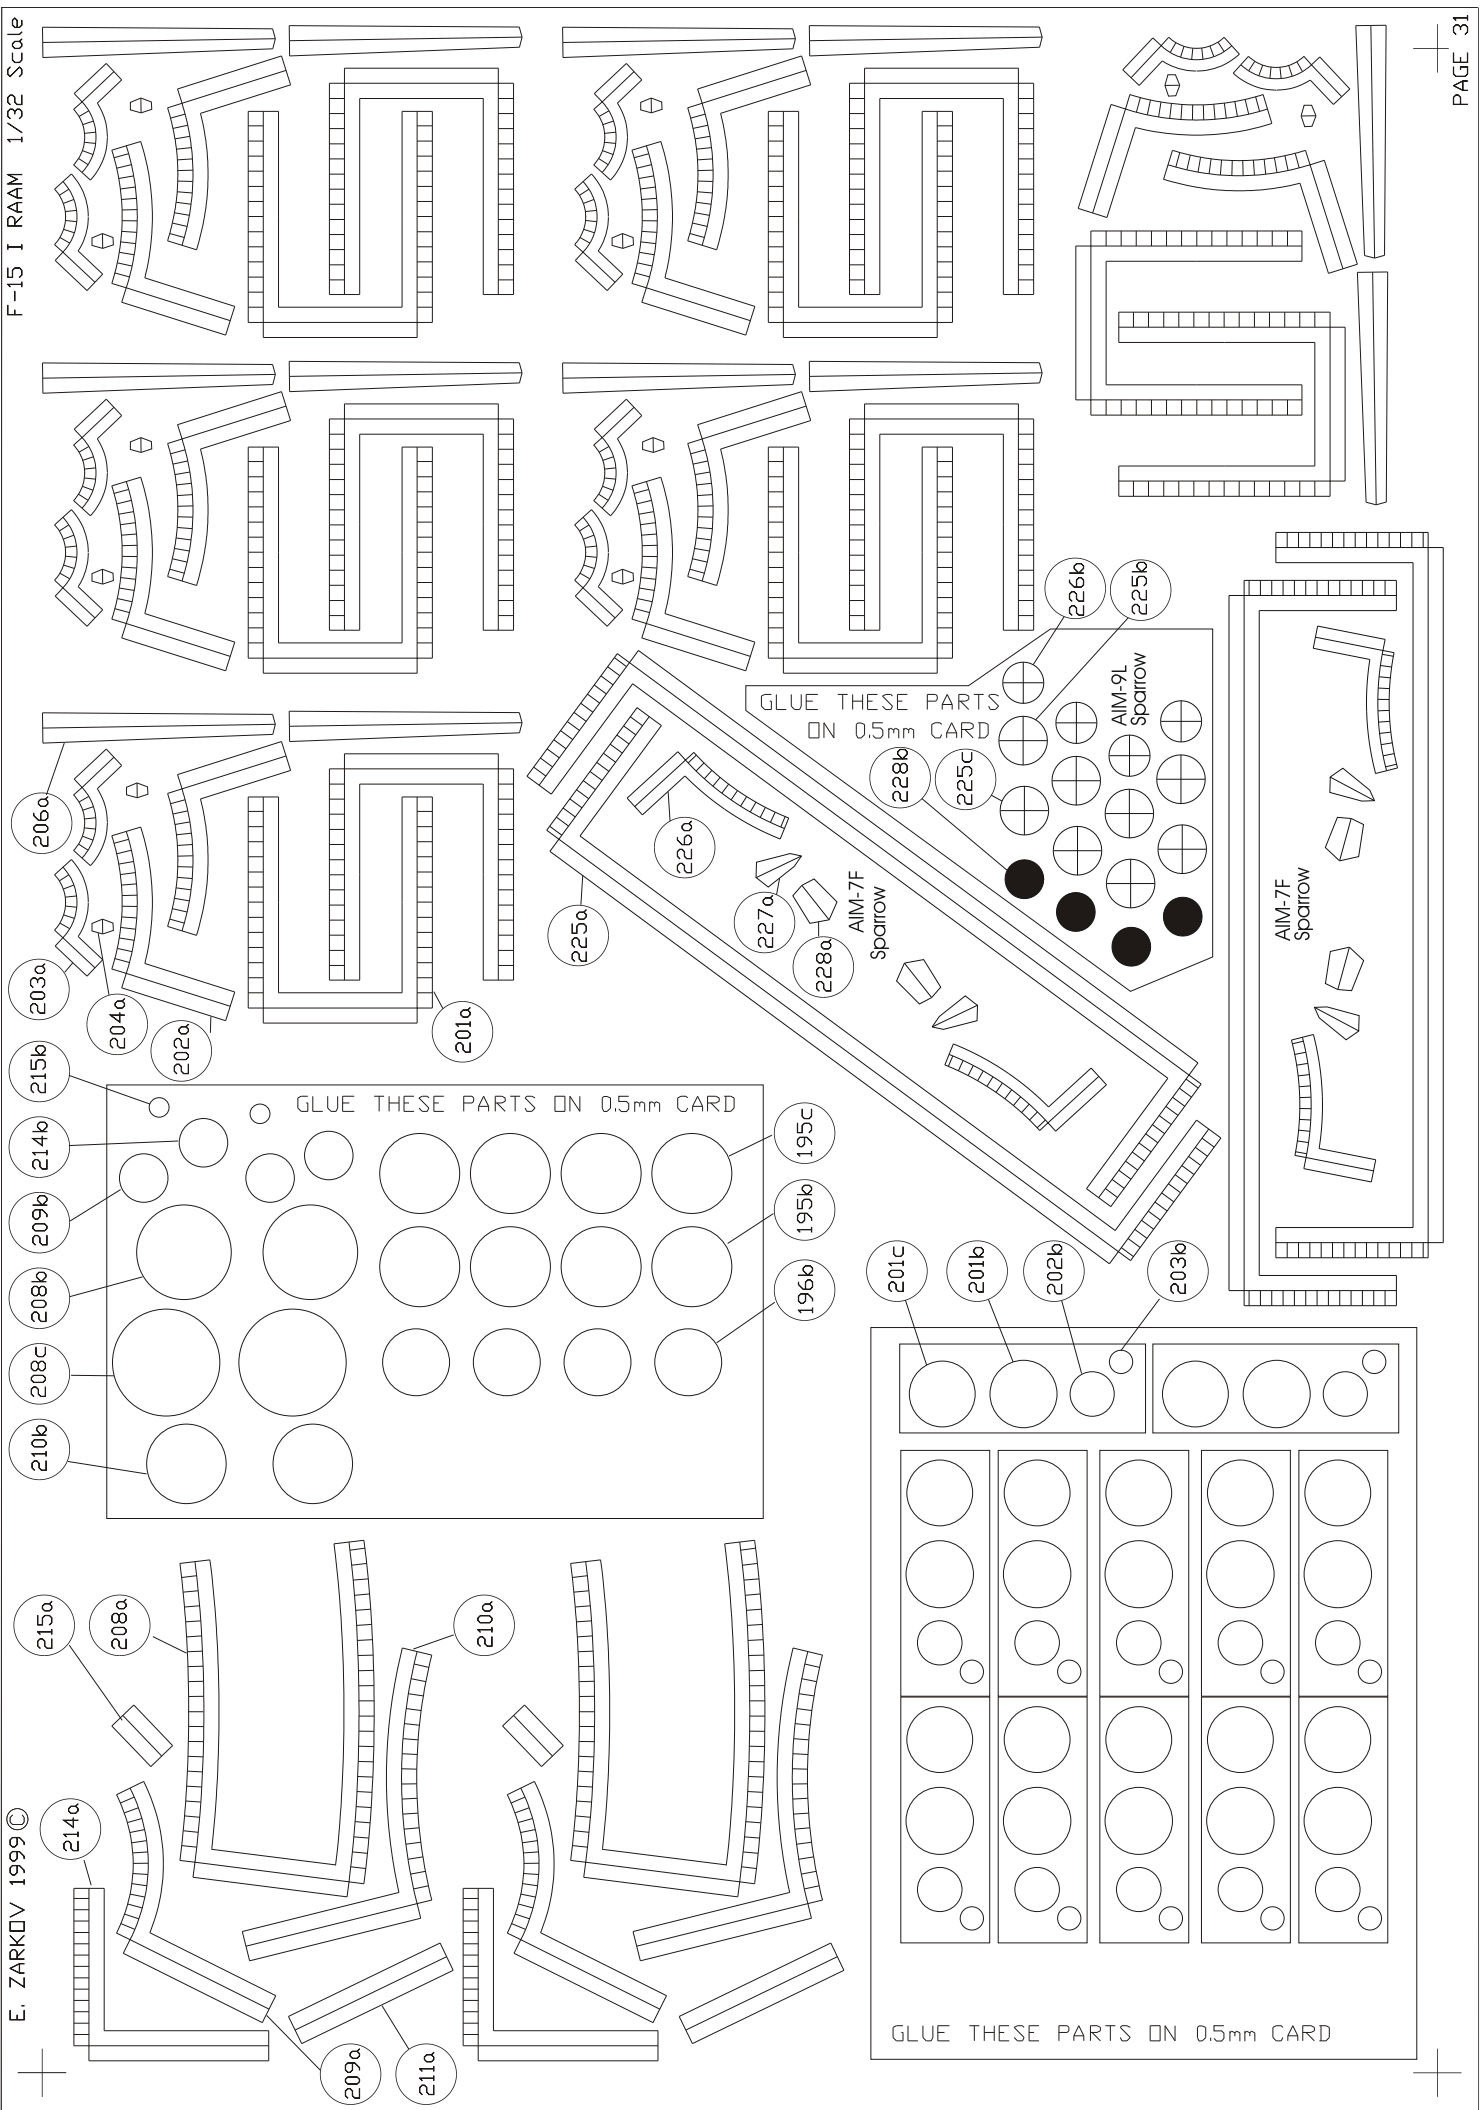 F-15 I RAAM 1/32 Scale
PAGE 31
226b
225b
GLUE THESE PARTS
ON 0.5mm CARD
AIM-9L
Sparrow
228b
225c
206a
226a
225a
227a
228a
AIM-7F
Sparrow
AIM-7F
Sparrow
203a
204a
202a
201a
215b
GLUE THESE PARTS ON 0.5mm CARD
214b
195c
209b
195b
208b
196b
208c
210b
201c
201b
202b
203b
215a
208a
210a
214a
E. ZARKOV 1999©
209a
211a
GLUE THESE PARTS ON 0.5mm CARD